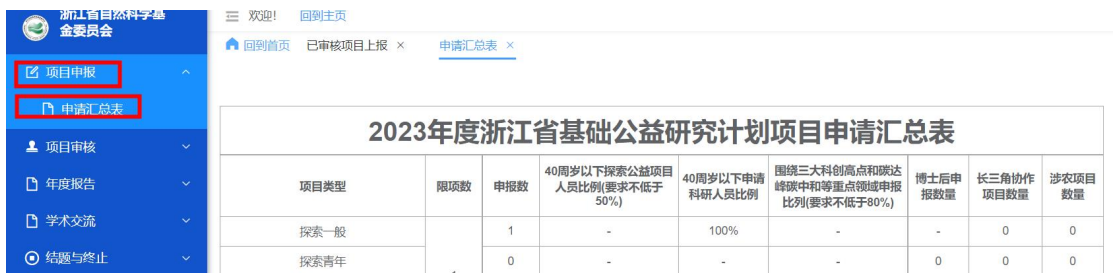 浙江省自然科学基
金委员会
欢迎! 回到主页
回到首页 已审核项目上报 × 申请汇总表 ×
项目申报
申请汇总表
项目审核
年度报告
学术交流
结题与终止
2023年度浙江省基础公益研究计划项目申请汇总表
项目类型 限项数 申报数 40周岁以下探索公益项目人员比例(要求不低于50%) 40周岁以下申请科研人员比例 围绕三大科创高点和碳达峰碳中和等重点领域申报比列(要求不低于80%) 博士后申报数量 长三角协作项目数量 涉农项目数量
探索一般 1 - 100% - - 0 0
探索青年 0 - - - 0 0 0